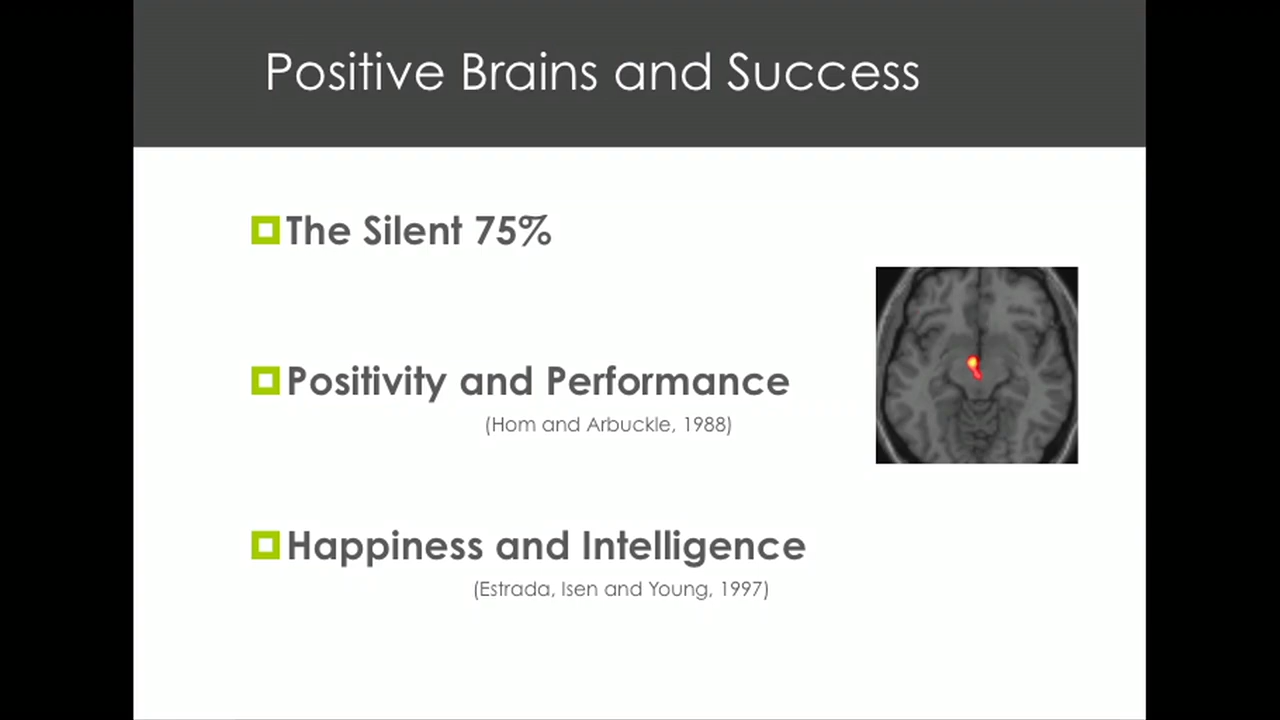 Positive Brains and Success
The Silent 75%
Positivity and Performance
(Hom and Arbuckle, 1988)
Happiness and Intelligence
(Estrada, Isen and Young, 1997)